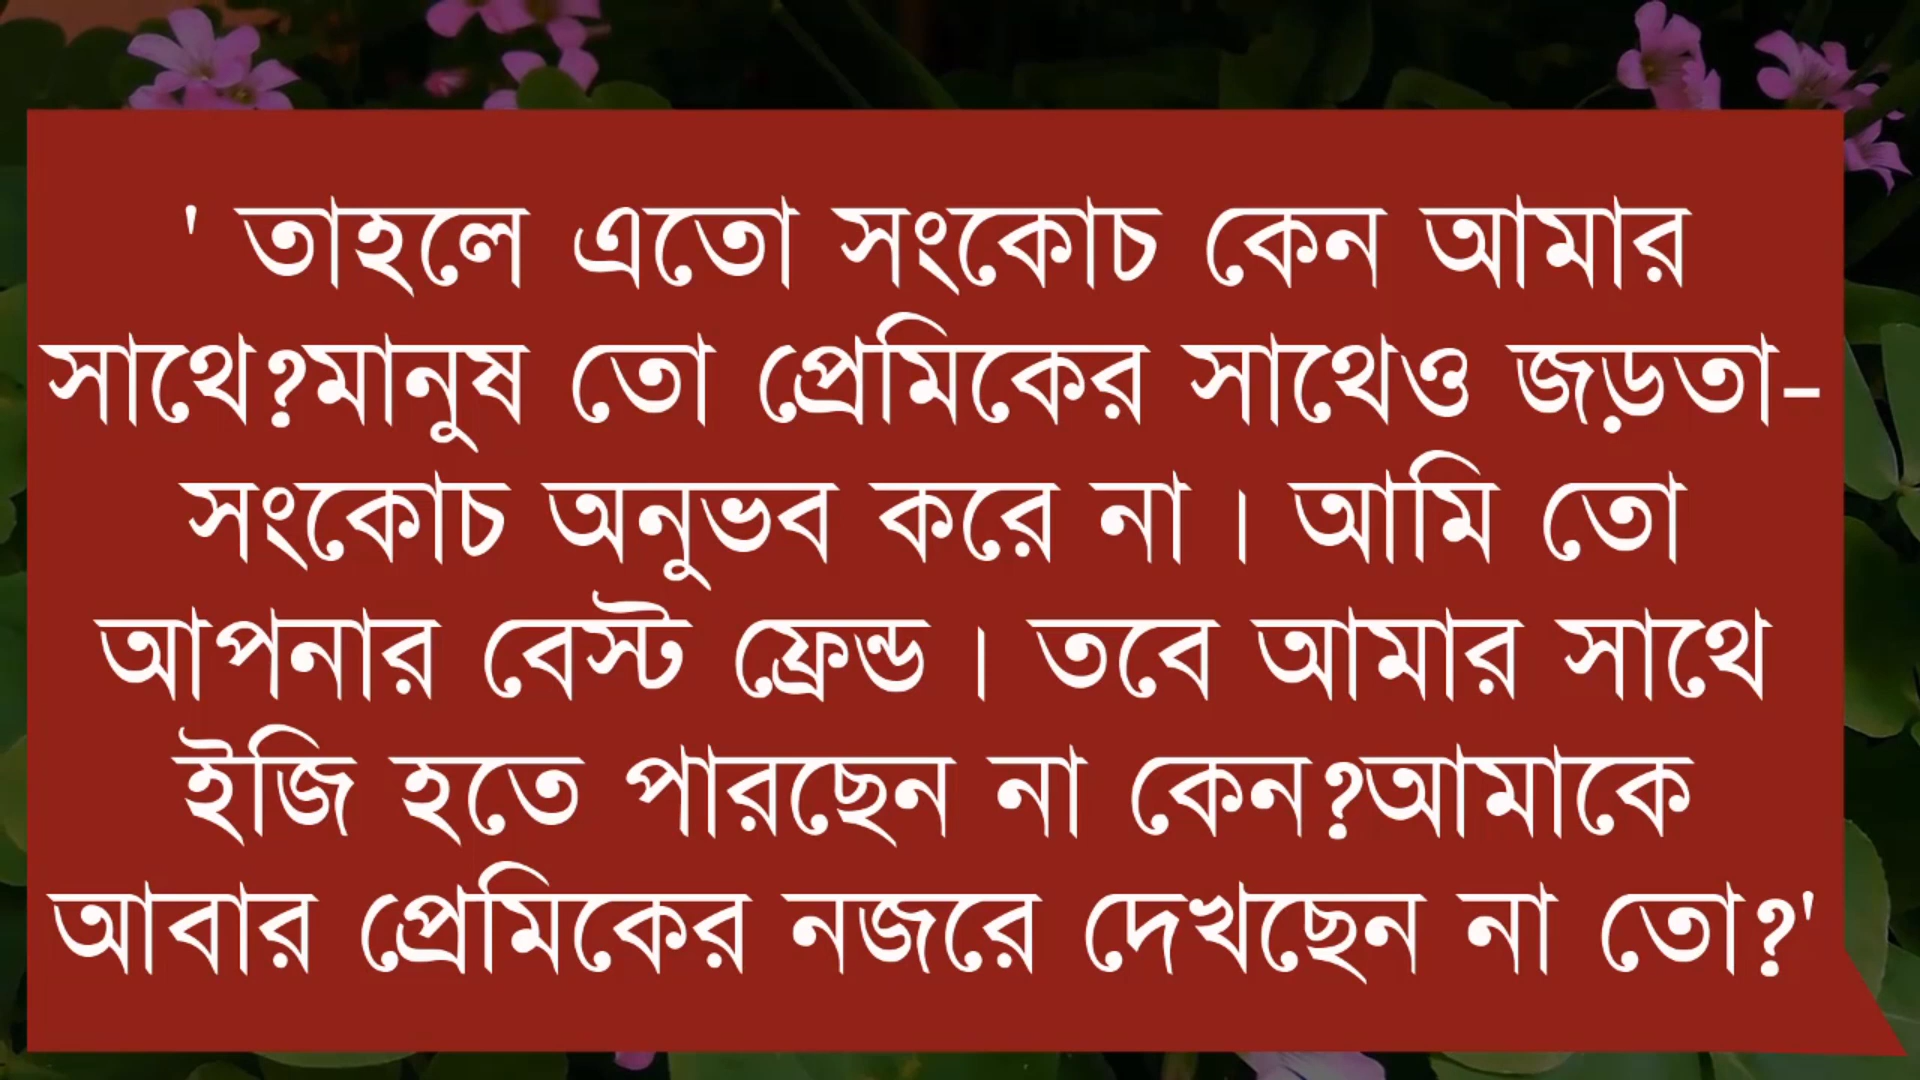 ' তাহলে এতো সংকোচ কেন আমার
সাথে?মানুষ তো প্রেমিকের সাথেও জড়তা-
সংকোচ অনুভব করে না। আমি তো
আপনার বেস্ট ফ্রেন্ড। তবে আমার সাথে
ইজি হতে পারছেন না কেন?আমাকে
আবার প্রেমিকের নজরে দেখছেন না তো?'